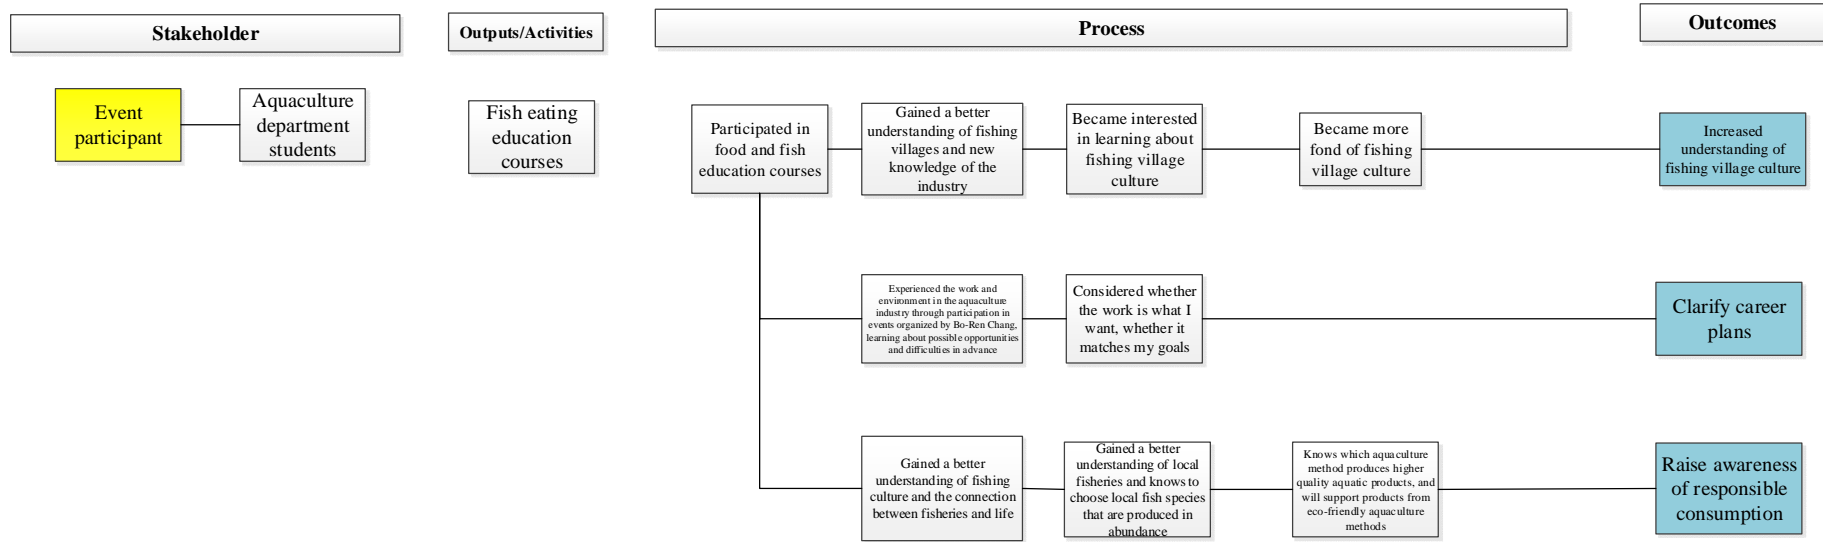 Stakeholder
Outputs/Activities
Process
Outcomes
Event
participant
Aquaculture
department
students
Fish eating
education
courses
Participated in
food and fish
education courses
Gained a better
understanding of fishing
villages and new
knowledge of the
industry
Became interested
in learning about
fishing village
culture
Became more
fond of fishing
village culture
Increased
understanding of
fishing village culture
Experienced the work and
environment in the aquaculture
industry through participation in
events organized by Bo-Ren Chang,
learning about possible opportunities
and difficulties in advance
Considered whether
the work is what I
want, whether it
matches my goals
Clarify career
plans
Gained a better
understanding of fishing
culture and the connection
between fisheries and life
Gained a better
understanding of local
fisheries and knows to
choose local fish species
that are produced in
abundance
Knows which aquaculture
method produces higher
quality aquatic products, and
will support products from
eco-friendly aquaculture
methods
Raise awareness
of responsible
consumption